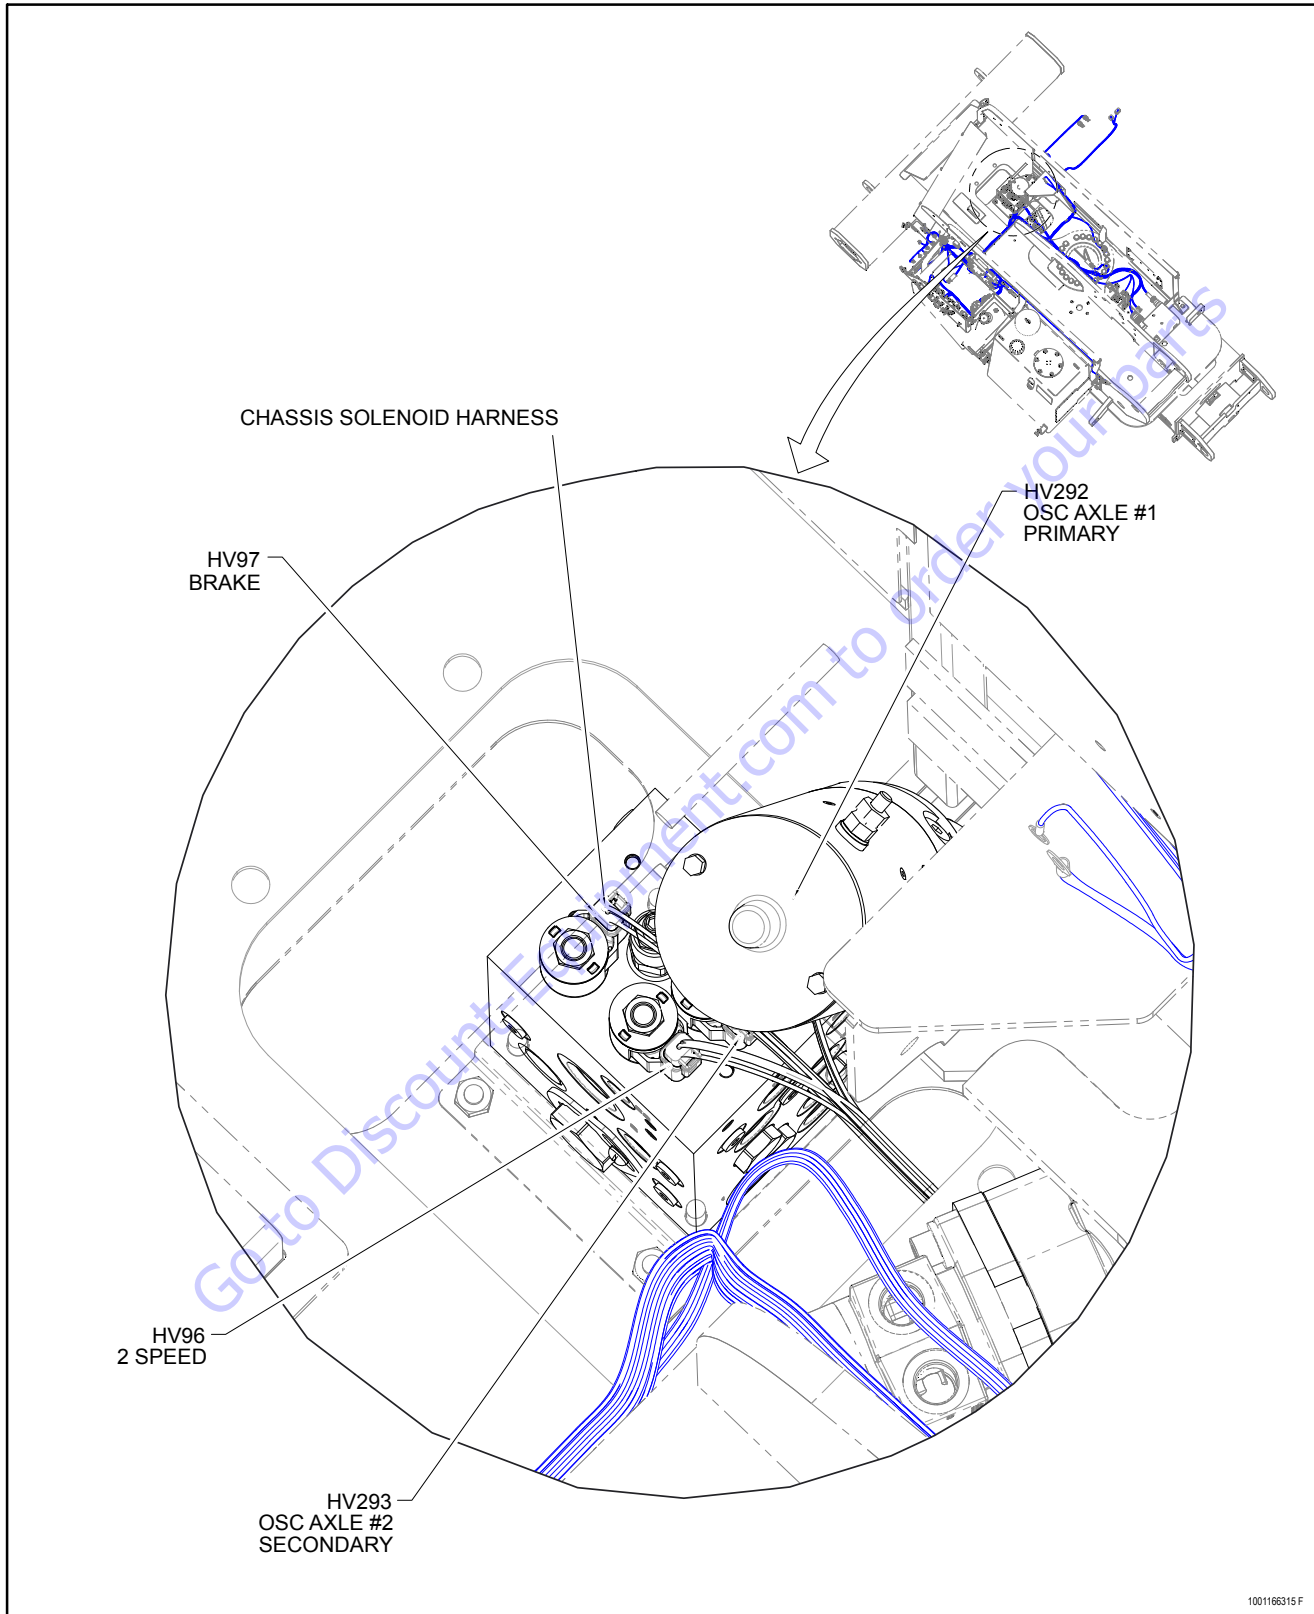 CHASSIS SOLENOID HARNESS
HV292
OSC AXLE #1
PRIMARY
HV97
BRAKE
Go to Discount-Equipment.com to order your parts
HV96
2 SPEED
HV293
OSC AXLE #2
SECONDARY
1001166315 F